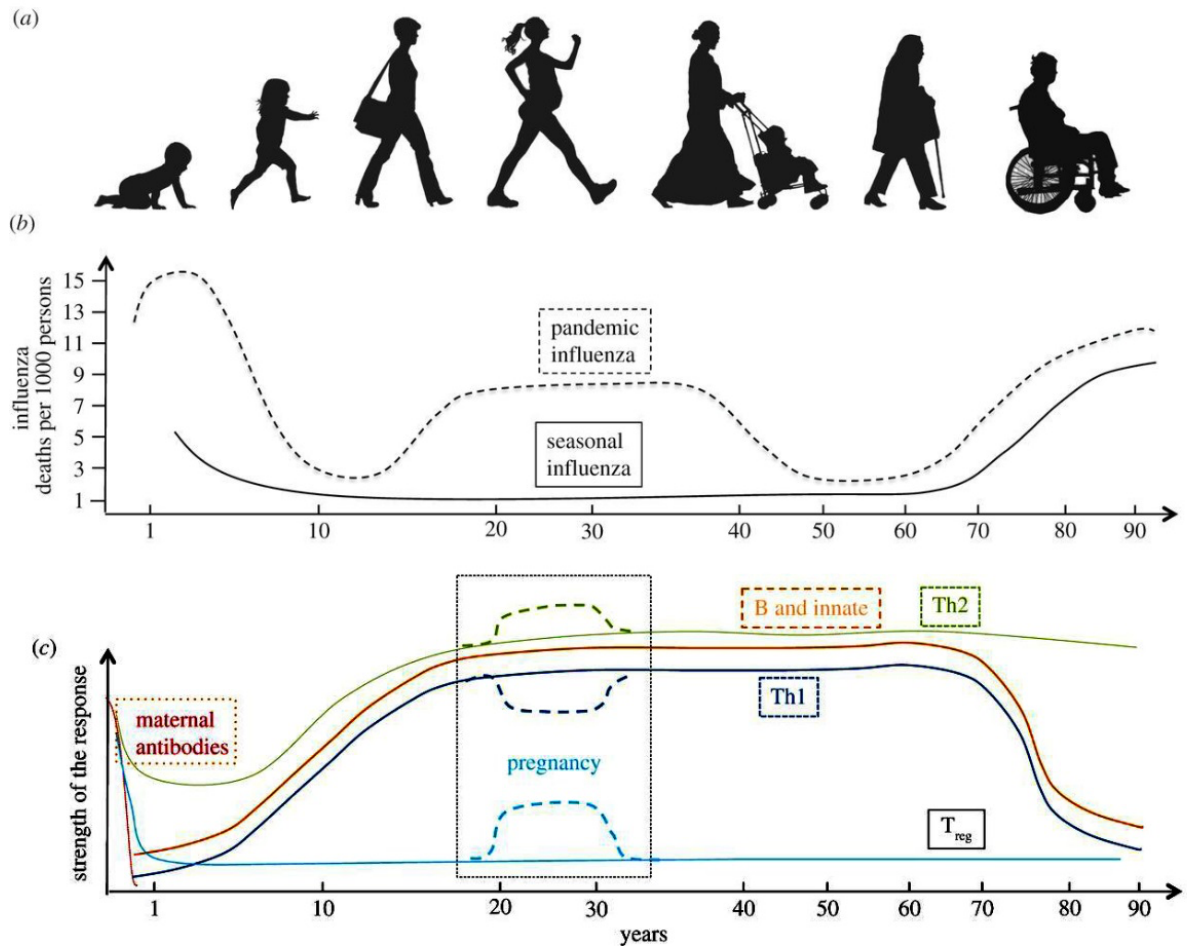 (a)
(b)
influenza
deaths per 1000 persons
15
13
11
9
7
5
3
1
pandemic
influenza
seasonal
influenza
1 10 20 30 40 50 60 70 80 90
(c)
strength of the response
maternal
antibodies
B and innate
Th2
Th1
pregnancy
Treg
1 10 20 30 40 50 60 70 80 90
years